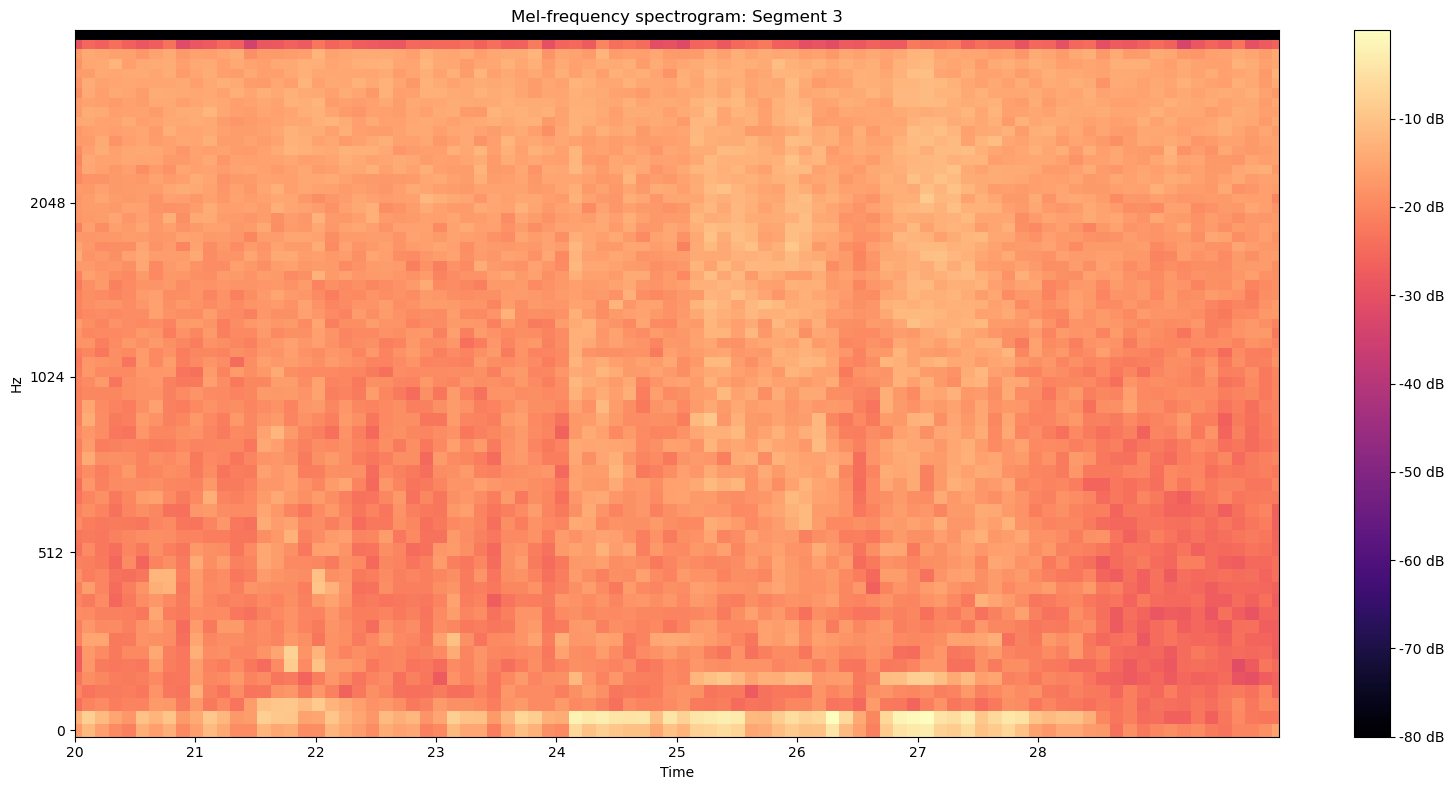 Mel-frequency spectrogram: Segment 3
Hz
2048
1024
512
0
20 21 22 23 24 25 26 27 28
Time
-10 dB
-20 dB
-30 dB
-40 dB
-50 dB
-60 dB
-70 dB
-80 dB